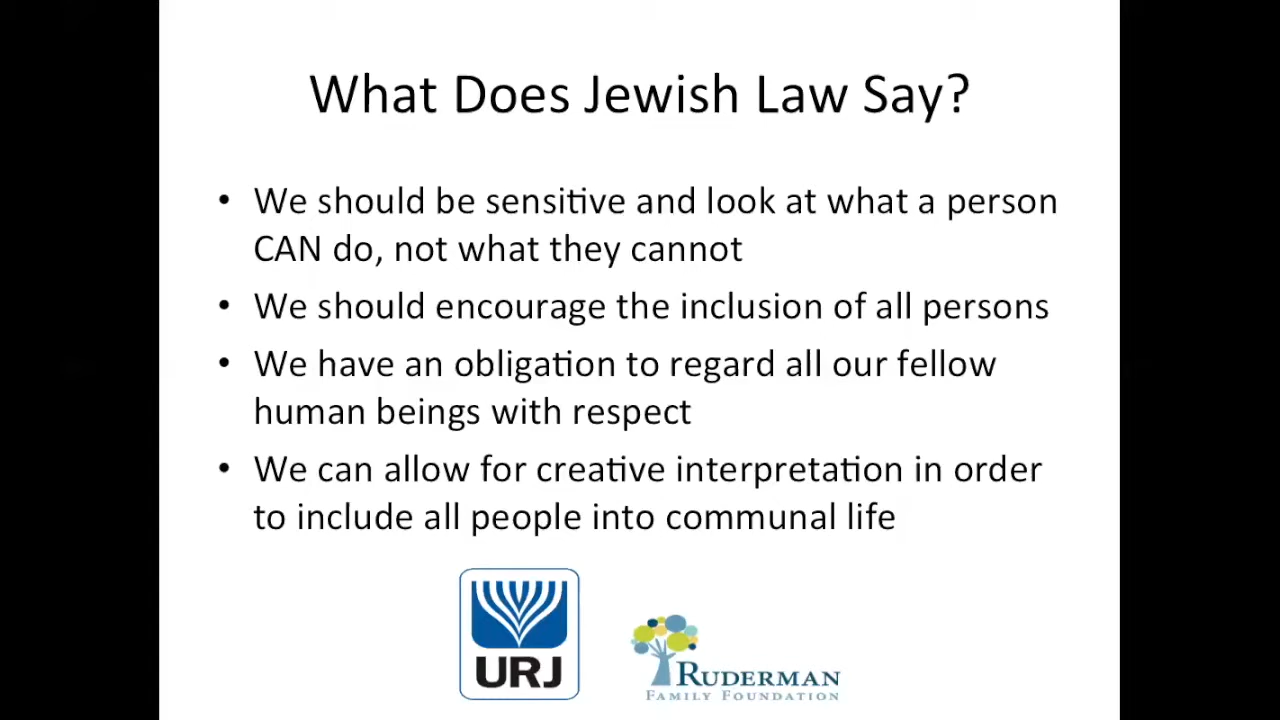 What Does Jewish Law Say?
• We should be sensitive and look at what a person
CAN do, not what they cannot
• We should encourage the inclusion of all persons
• We have an obligation to regard all our fellow
human beings with respect
• We can allow for creative interpretation in order
to include all people into communal life
URJ
RUDERMAN
FAMILY FOUNDATION